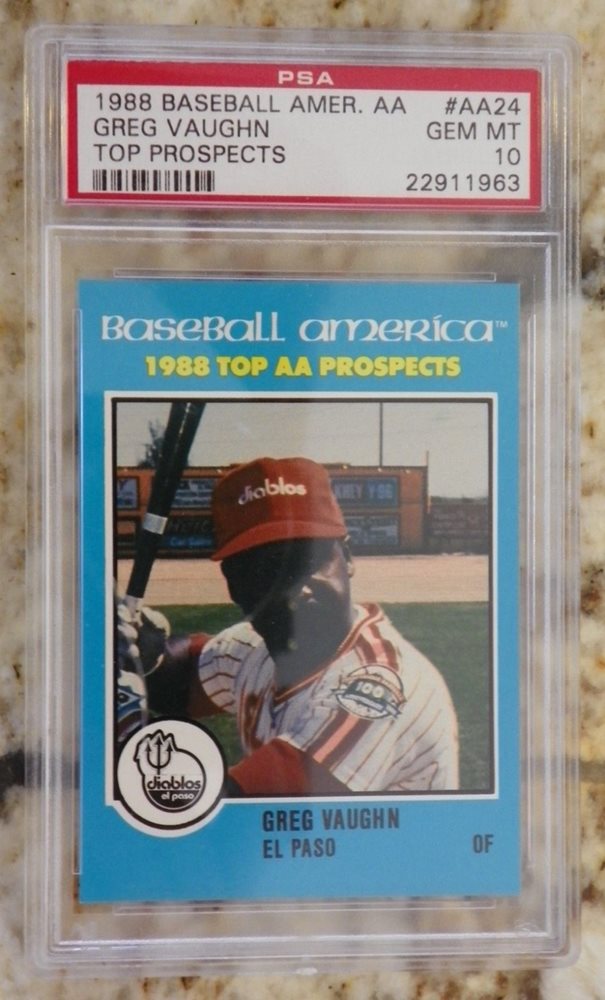 PSA
1988 BASEBALL AMER. AA #AA24
GREG VAUGHN GEM MT
TOP PROSPECTS 10
22911963
Baseball america™
1988 TOP AA PROSPECTS
diablos
100
diablos
el paso
GREG VAUGHN
EL PASO OF